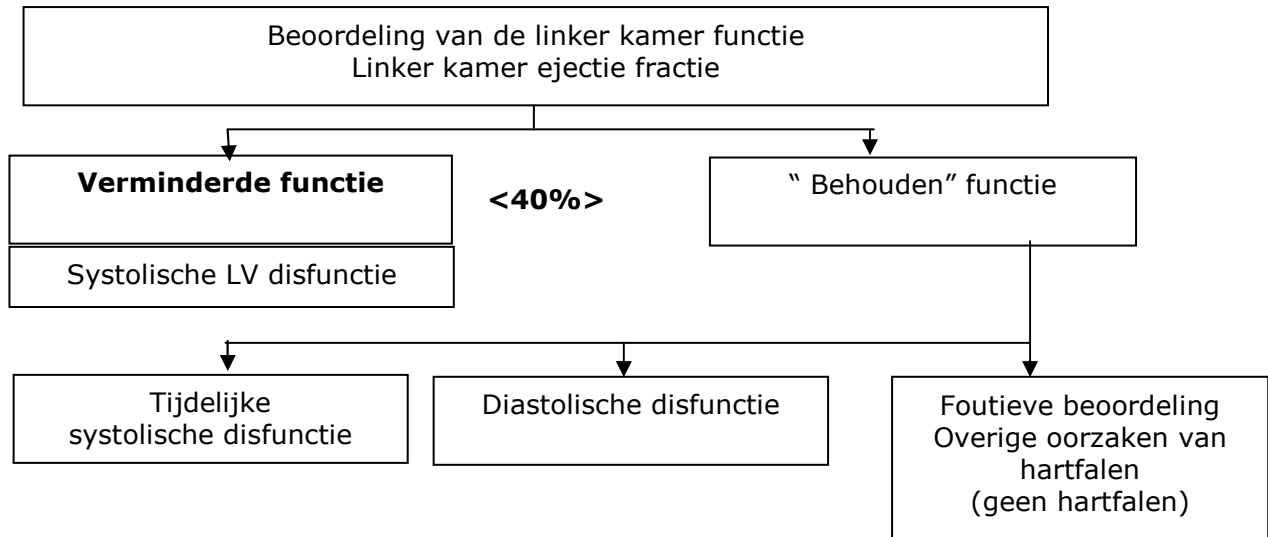 Beoordeling van de linker kamer functie
Linker kamer ejectie fractie
Verminderde functie
<40%>
“ Behouden” functie
Systolische LV disfunctie
Tijdelijke
systolische disfunctie
Diastolische disfunctie
Foutieve beoordeling
Overige oorzaken van
hartfalen
(geen hartfalen)